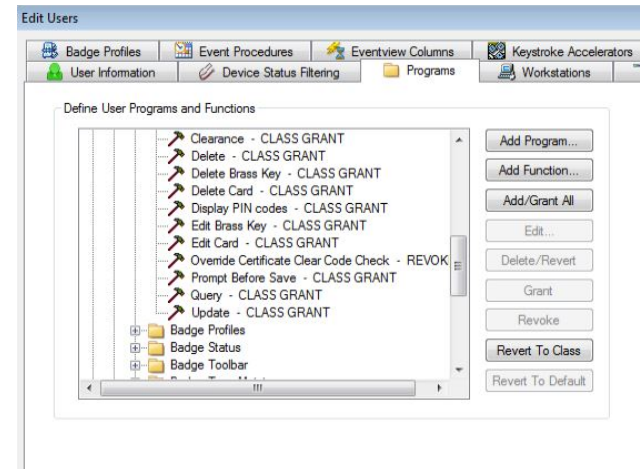 Edit Users
Badge Profiles Event Procedures Eventview Columns Keystroke Accelerators
User Information Device Status Filtering Programs Workstations
Define User Programs and Functions
Clearance - CLASS GRANT
Delete - CLASS GRANT
Delete Brass Key - CLASS GRANT
Delete Card - CLASS GRANT
Display PIN codes - CLASS GRANT
Edit Brass Key - CLASS GRANT
Edit Card - CLASS GRANT
Override Certificate Clear Code Check - REVOK
Prompt Before Save - CLASS GRANT
Query - CLASS GRANT
Update - CLASS GRANT
Badge Profiles
Badge Status
Badge Toolbar
Add Program...
Add Function...
Add/Grant All
Edit...
Delete/Revert
Grant
Revoke
Revert To Class
Revert To Default